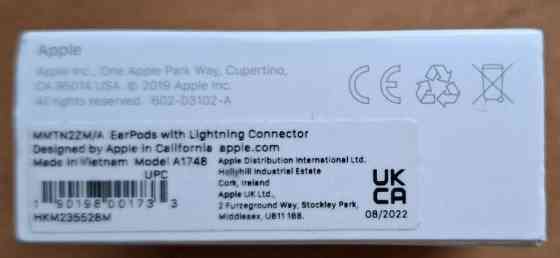 Apple
Apple Inc., One Apple Park Way, Cupertino,
CA 95014 USA. © 2019 Apple Inc.
All rights reserved. 602-03102-A
CE
MMTN2ZM/A EarPods with Lightning Connector
Designed by Apple in California apple.com
Made in Vietnam Model A1748
UPC
1 90198 00173 3
HKM235528M
Apple Distribution International Ltd.
Hollyhill Industrial Estate
Cork, Ireland
Apple UK Ltd.,
2 Furzeground Way, Stockley Park,
Middlesex, UB11 1BB.
UK
CA
08/2022